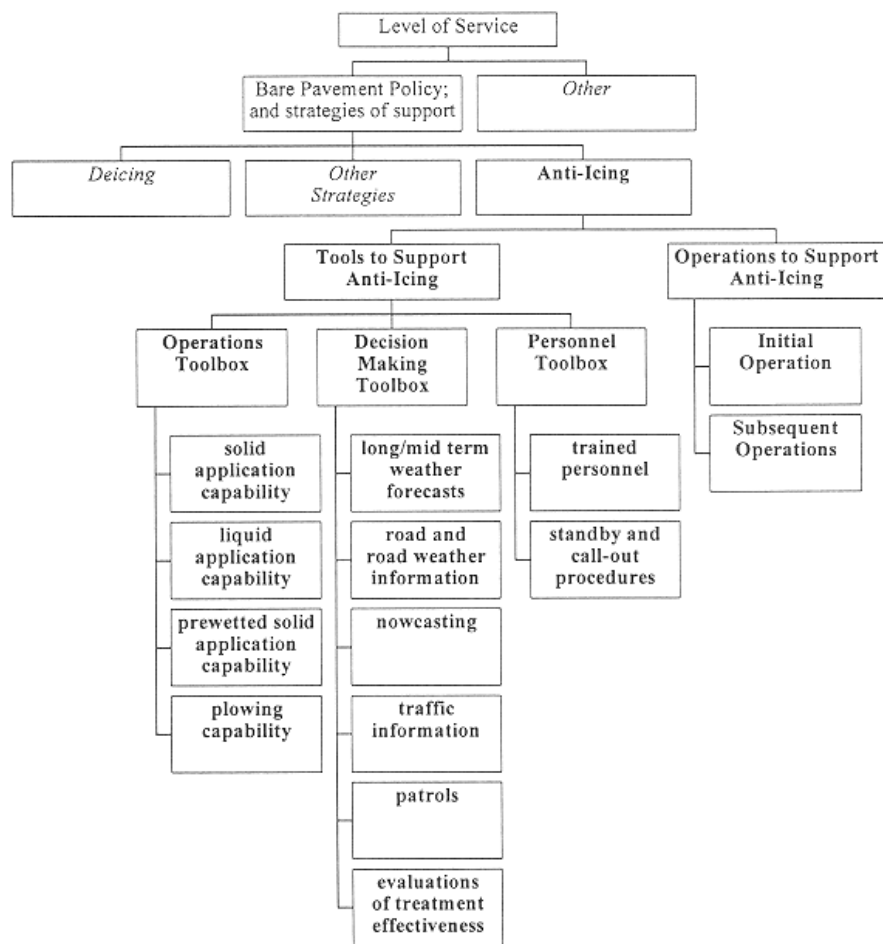 Level of Service
Bare Pavement Policy;
and strategies of support
Other
Deicing
Other
Strategies
Anti-Icing
Tools to Support
Anti-Icing
Operations to Support
Anti-Icing
Operations
Toolbox
Decision
Making
Toolbox
Personnel
Toolbox
Initial
Operation
Subsequent
Operations
solid
application
capability
liquid
application
capability
prewetted solid
application
capability
plowing
capability
long/mid term
weather
forecasts
road and
road weather
information
nowcasting
traffic
information
patrols
evaluations
of treatment
effectiveness
trained
personnel
standby and
call-out
procedures